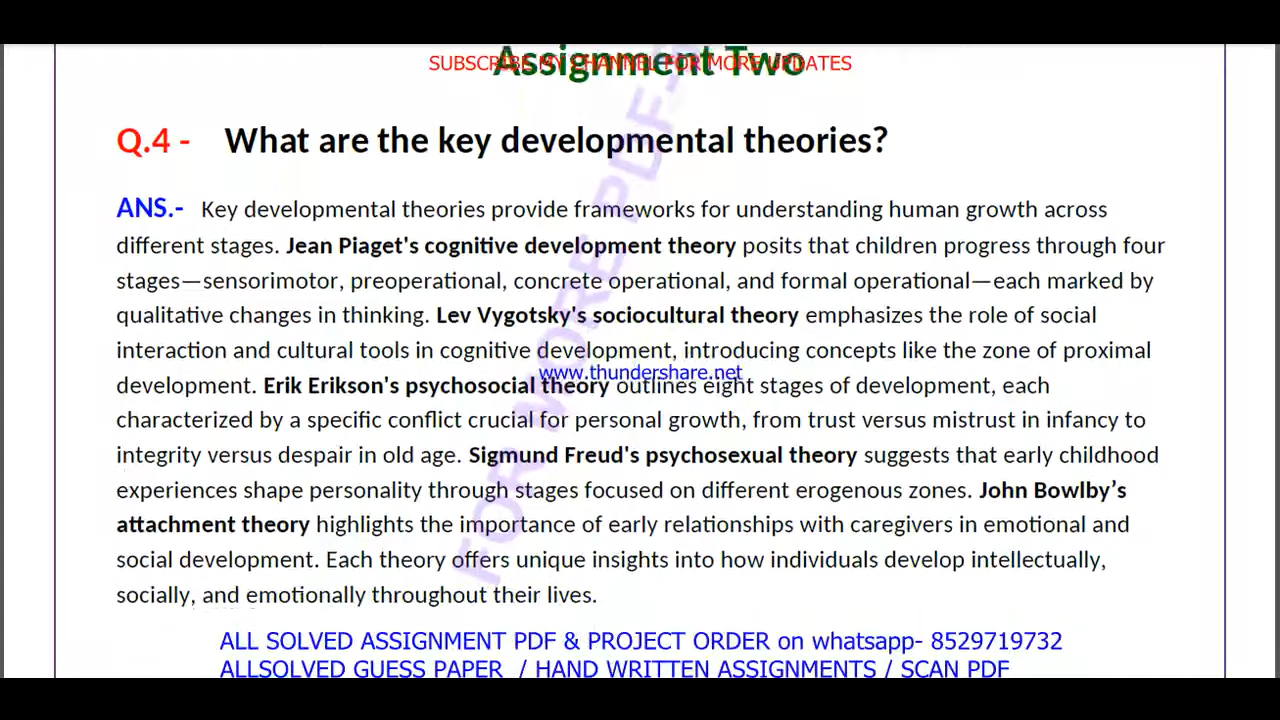 Assignment Two
SUBSCRIBE MY CHANNEL FOR MORE UPDATES
Q.4 - What are the key developmental theories?
ANS.- Key developmental theories provide frameworks for understanding human growth across
different stages. Jean Piaget's cognitive development theory posits that children progress through four
stages—sensorimotor, preoperational, concrete operational, and formal operational—each marked by
qualitative changes in thinking. Lev Vygotsky's sociocultural theory emphasizes the role of social
interaction and cultural tools in cognitive development, introducing concepts like the zone of proximal
www.thundershare.net
development. Erik Erikson's psychosocial theory outlines eight stages of development, each
characterized by a specific conflict crucial for personal growth, from trust versus mistrust in infancy to
integrity versus despair in old age. Sigmund Freud's psychosexual theory suggests that early childhood
experiences shape personality through stages focused on different erogenous zones. John Bowlby’s
attachment theory highlights the importance of early relationships with caregivers in emotional and
social development. Each theory offers unique insights into how individuals develop intellectually,
socially, and emotionally throughout their lives.
FOR MORE PDF-
ALL SOLVED ASSIGNMENT PDF & PROJECT ORDER on whatsapp- 8529719732
ALLSOLVED GUESS PAPER / HAND WRITTEN ASSIGNMENTS / SCAN PDF